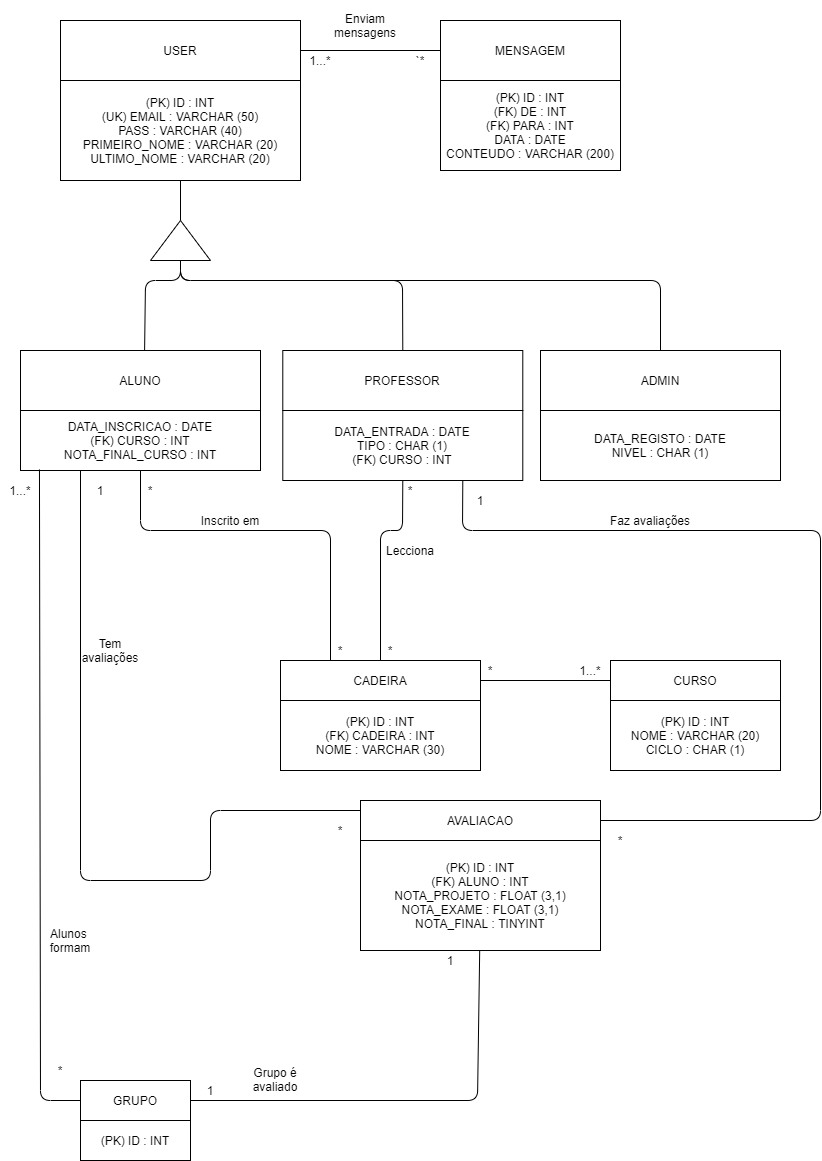 Enviam
mensagens
USER
MENSAGEM
1...*
`*
(PK) ID : INT
(UK) EMAIL : VARCHAR (50)
PASS : VARCHAR (40)
PRIMEIRO_NOME : VARCHAR (20)
ULTIMO_NOME : VARCHAR (20)
(PK) ID : INT
(FK) DE : INT
(FK) PARA : INT
DATA : DATE
CONTEUDO : VARCHAR (200)
ALUNO
PROFESSOR
ADMIN
DATA_INSCRICAO : DATE
(FK) CURSO : INT
NOTA_FINAL_CURSO : INT
DATA_ENTRADA : DATE
TIPO : CHAR (1)
(FK) CURSO : INT
DATA_REGISTO : DATE
NIVEL : CHAR (1)
1...*
1
*
*
1
Inscrito em
Faz avaliações
Lecciona
Tem
avaliações
*
*
CADEIRA
*
1...*
CURSO
(PK) ID : INT
(FK) CADEIRA : INT
NOME : VARCHAR (30)
(PK) ID : INT
NOME : VARCHAR (20)
CICLO : CHAR (1)
*
AVALIACAO
*
(PK) ID : INT
(FK) ALUNO : INT
NOTA_PROJETO : FLOAT (3,1)
NOTA_EXAME : FLOAT (3,1)
NOTA_FINAL : TINYINT
Alunos
formam
1
*
Grupo é
avaliado
1
GRUPO
(PK) ID : INT